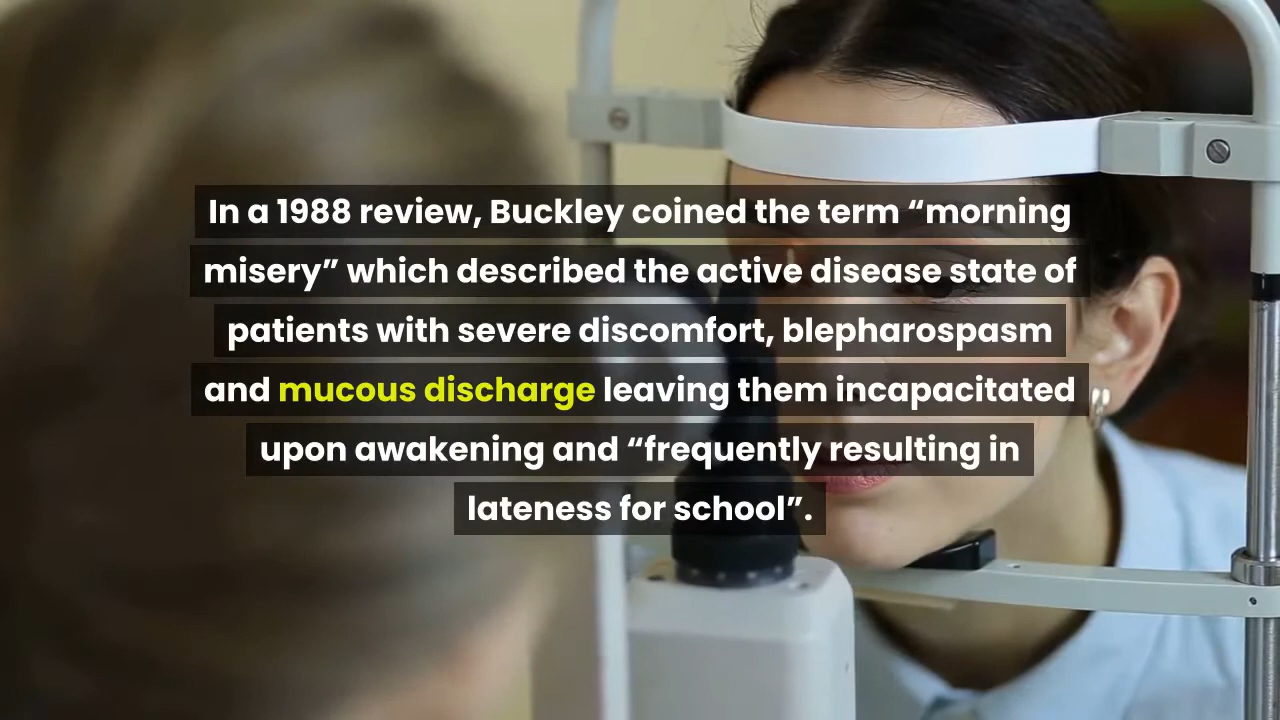 In a 1988 review, Buckley coined the term “morning
misery” which described the active disease state of
patients with severe discomfort, blepharospasm
and mucous discharge leaving them incapacitated
upon awakening and “frequently resulting in
lateness for school”.